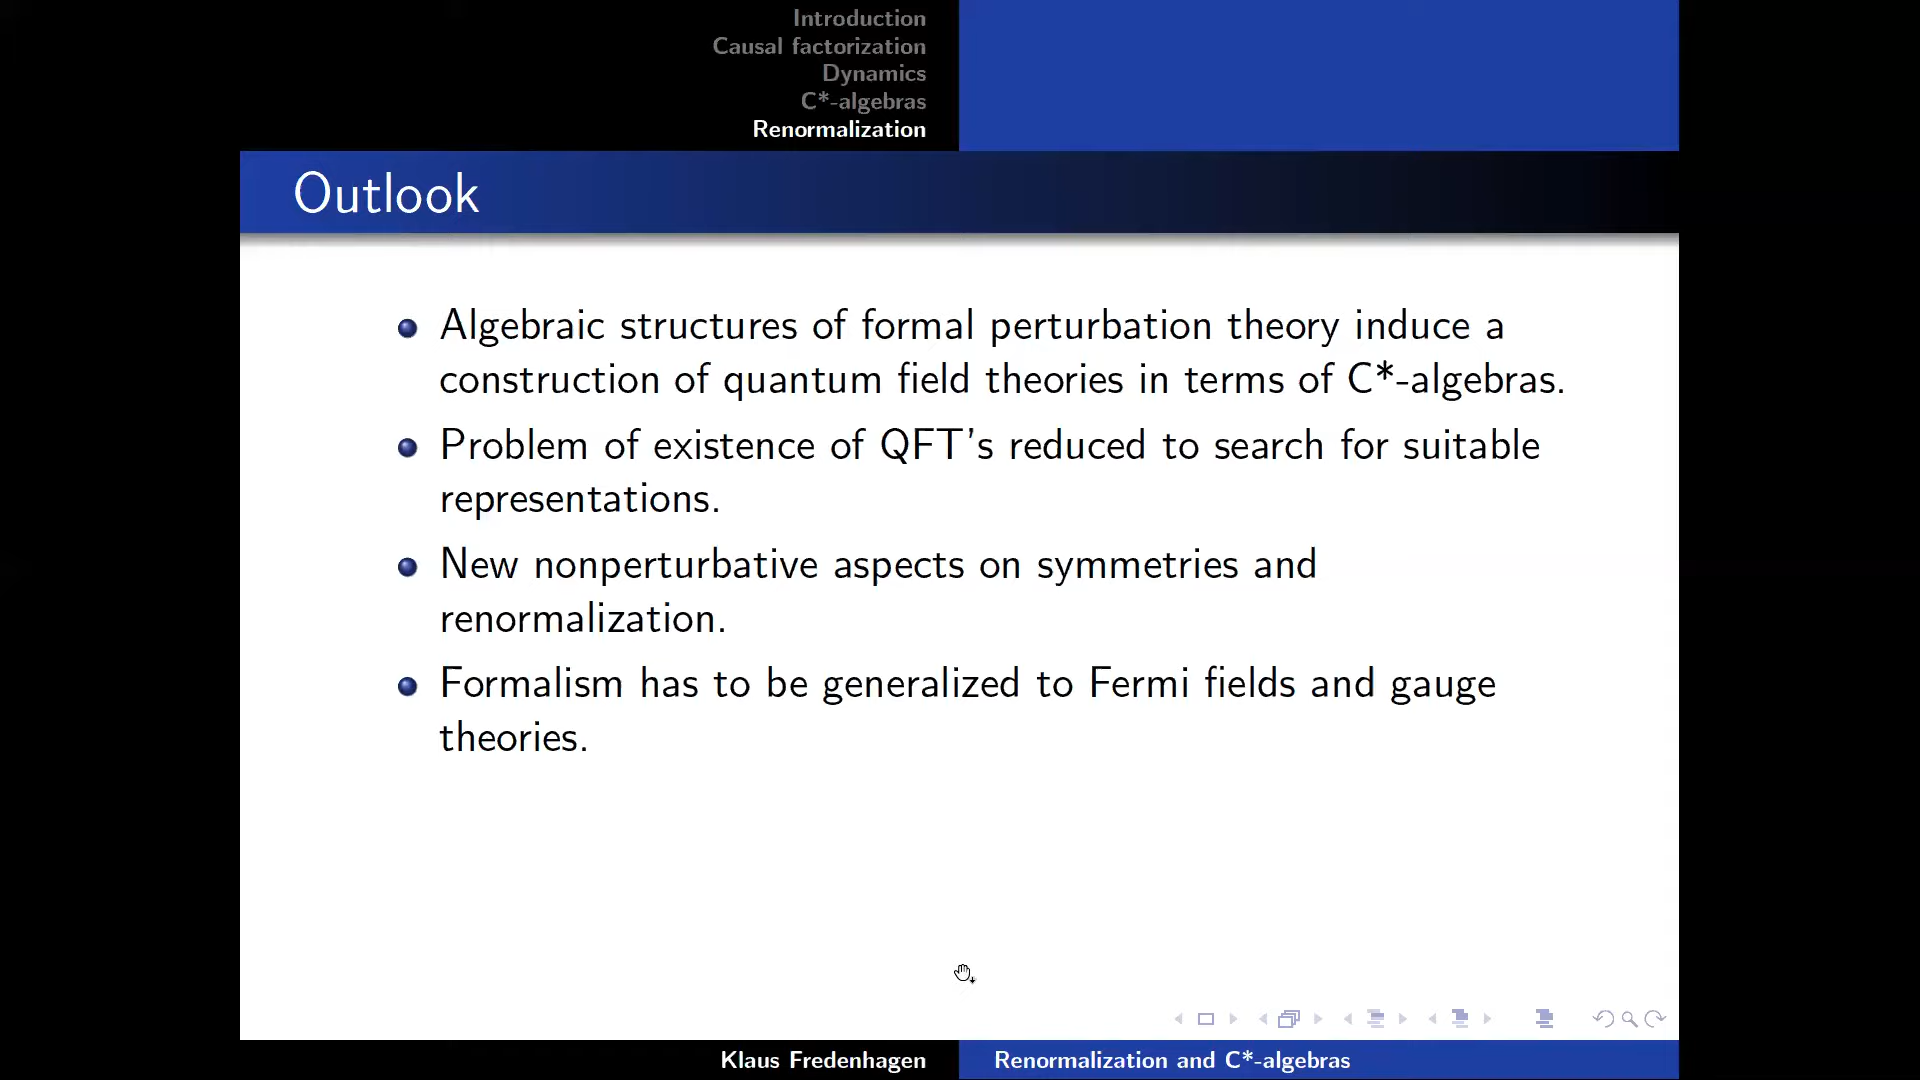 Introduction
Causal factorization
Dynamics
C*-algebras
Renormalization
Outlook
Algebraic structures of formal perturbation theory induce a
construction of quantum field theories in terms of C*-algebras.
Problem of existence of QFT's reduced to search for suitable
representations.
New nonperturbative aspects on symmetries and
renormalization.
Formalism has to be generalized to Fermi fields and gauge
theories.
Klaus Fredenhagen
Renormalization and C*-algebras